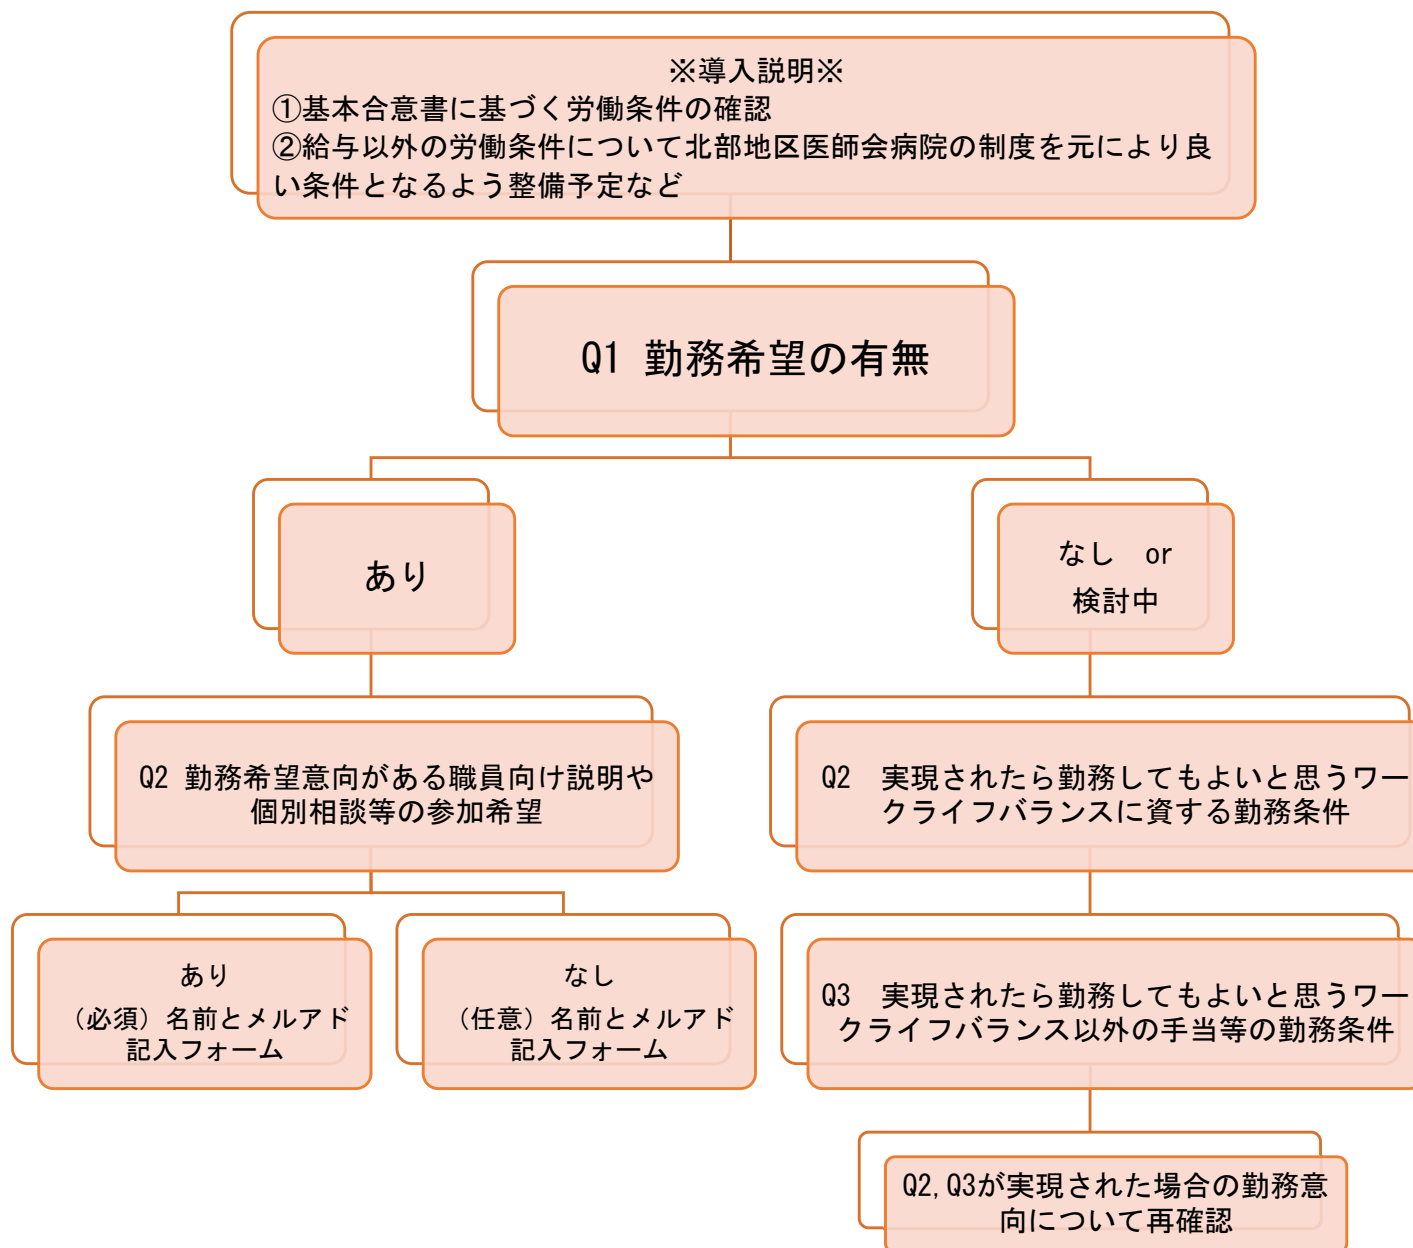 ※導入説明※
①基本合意書に基づく労働条件の確認
②給与以外の労働条件について北部地区医師会病院の制度を元により良
い条件となるよう整備予定など
Q1 勤務希望の有無
あり
なし　or
検討中
Q2 勤務希望意向がある職員向け説明や
個別相談等の参加希望
Q2　実現されたら勤務してもよいと思うワー
クライフバランスに資する勤務条件
あり
（必須）名前とメルアド
記入フォーム
なし
（任意）名前とメルアド
記入フォーム
Q3　実現されたら勤務してもよいと思うワー
クライフバランス以外の手当等の勤務条件
Q2,Q3が実現された場合の勤務意
向について再確認